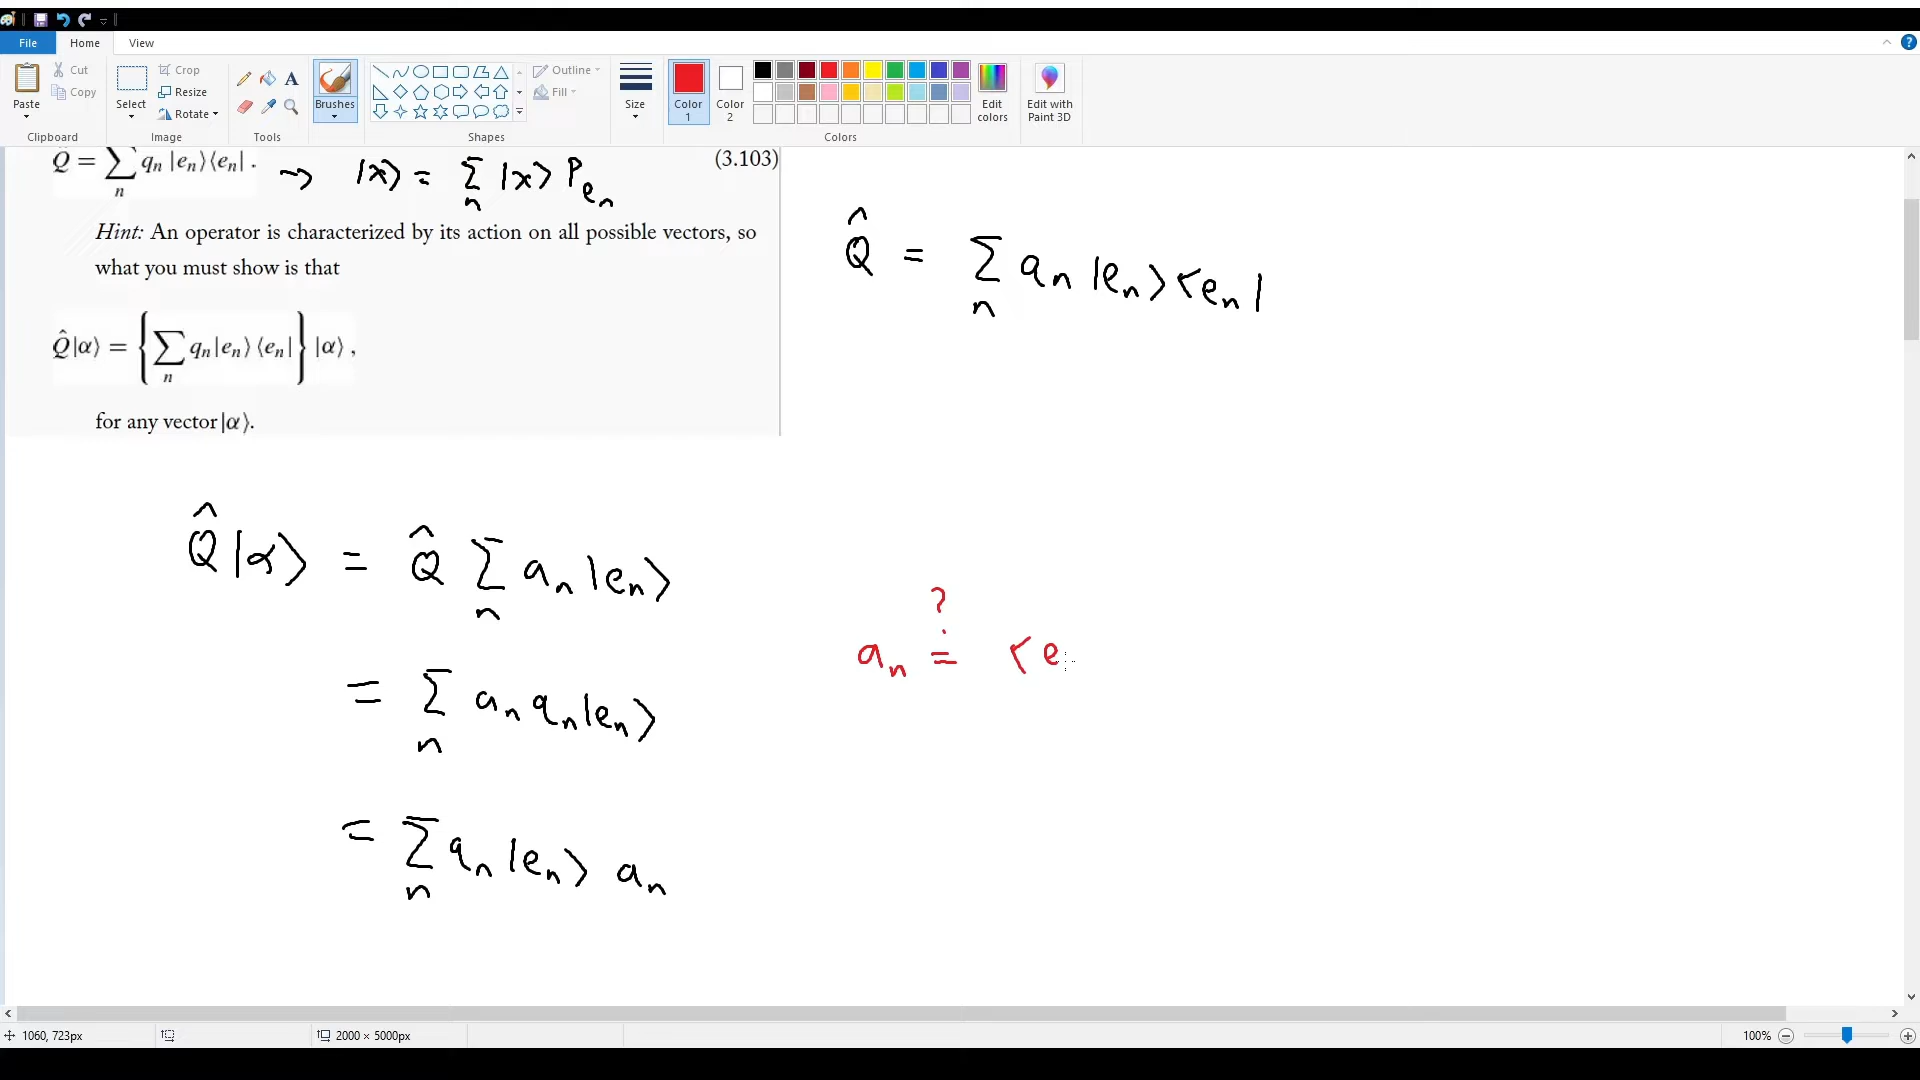 File Home View
Paste Cut Copy Clipboard
Select Crop Resize Rotate Image
Tools
Brushes
Outline Fill Shapes
Size
Color 1 Color 2 Edit colors Colors
Edit with Paint 3D
Q̂ = ∑ₙ qₙ |eₙ⟩⟨eₙ| . → |x⟩ = ∑ₙ |x⟩ Pₑₙ (3.103)
Hint: An operator is characterized by its action on all possible vectors, so
what you must show is that
Q̂|α⟩ = {∑ₙ qₙ|eₙ⟩ ⟨eₙ|} |α⟩ ,
for any vector |α⟩.
Q̂ = ∑ₙ qₙ |eₙ⟩⟨eₙ|
Q̂|α⟩ = Q̂ ∑ₙ aₙ |eₙ⟩
= ∑ₙ aₙ qₙ|eₙ⟩
= ∑ₙ qₙ |eₙ⟩ aₙ
?
aₙ = ⟨e
1060, 723px 2000 × 5000px 100%